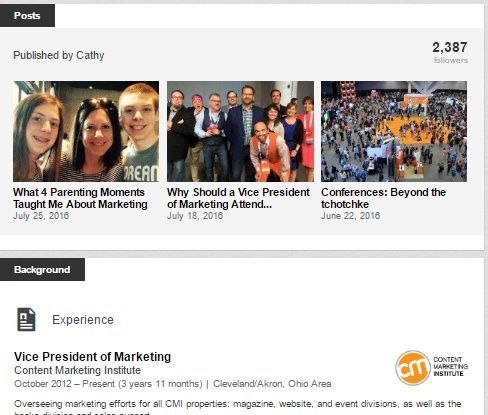 Posts
Published by Cathy
2,387
followers
DREAM
What 4 Parenting Moments
Taught Me About Marketing
July 25, 2016
Why Should a Vice President
of Marketing Attend...
July 18, 2016
Conferences: Beyond the
tchotchke
June 22, 2016
Background
Experience
Vice President of Marketing
Content Marketing Institute
October 2012 – Present (3 years 11 months) | Cleveland/Akron, Ohio Area
cm
CONTENT
MARKETING
INSTITUTE
Overseeing marketing efforts for all CMI properties: magazine, website, and event divisions, as well as the